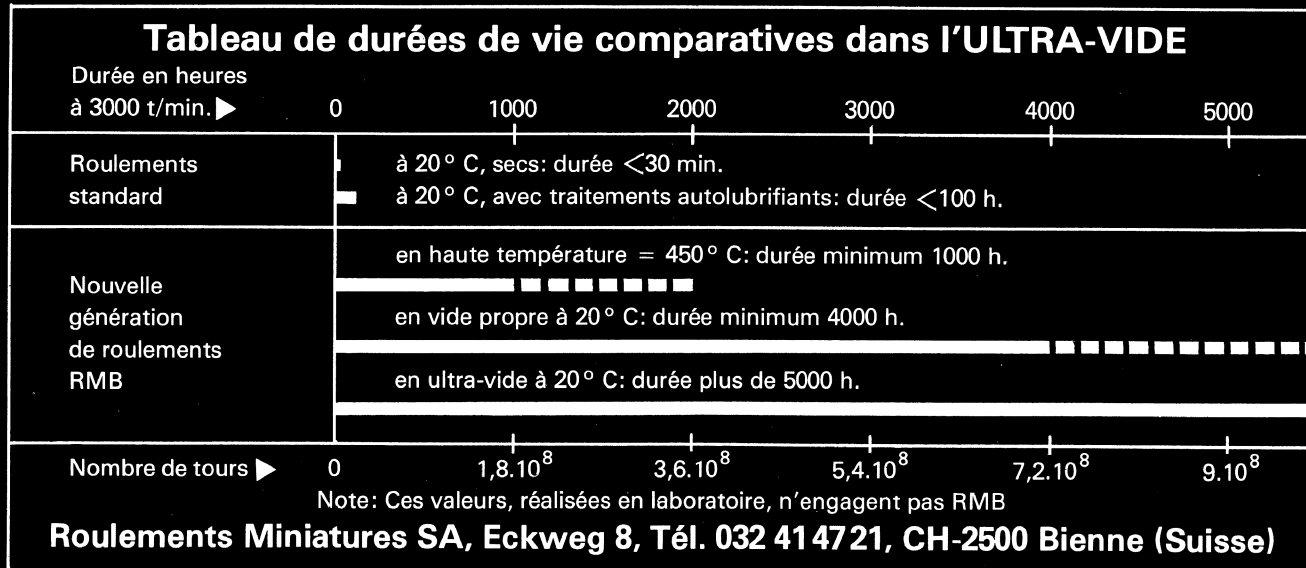 Tableau de durées de vie comparatives dans l'ULTRA-VIDE
Durée en heures
à 3000 t/min. ▶ 0 1000 2000 3000 4000 5000
Roulements à 20° C, secs: durée <30 min.
standard à 20° C, avec traitements autolubrifiants: durée <100 h.
en haute température = 450° C: durée minimum 1000 h.
Nouvelle
génération en vide propre à 20° C: durée minimum 4000 h.
de roulements
RMB en ultra-vide à 20° C: durée plus de 5000 h.
Nombre de tours ▶ 0 1,8.10⁸ 3,6.10⁸ 5,4.10⁸ 7,2.10⁸ 9.10⁸
Note: Ces valeurs, réalisées en laboratoire, n'engagent pas RMB
Roulements Miniatures SA, Eckweg 8, Tél. 032 41 47 21, CH-2500 Bienne (Suisse)